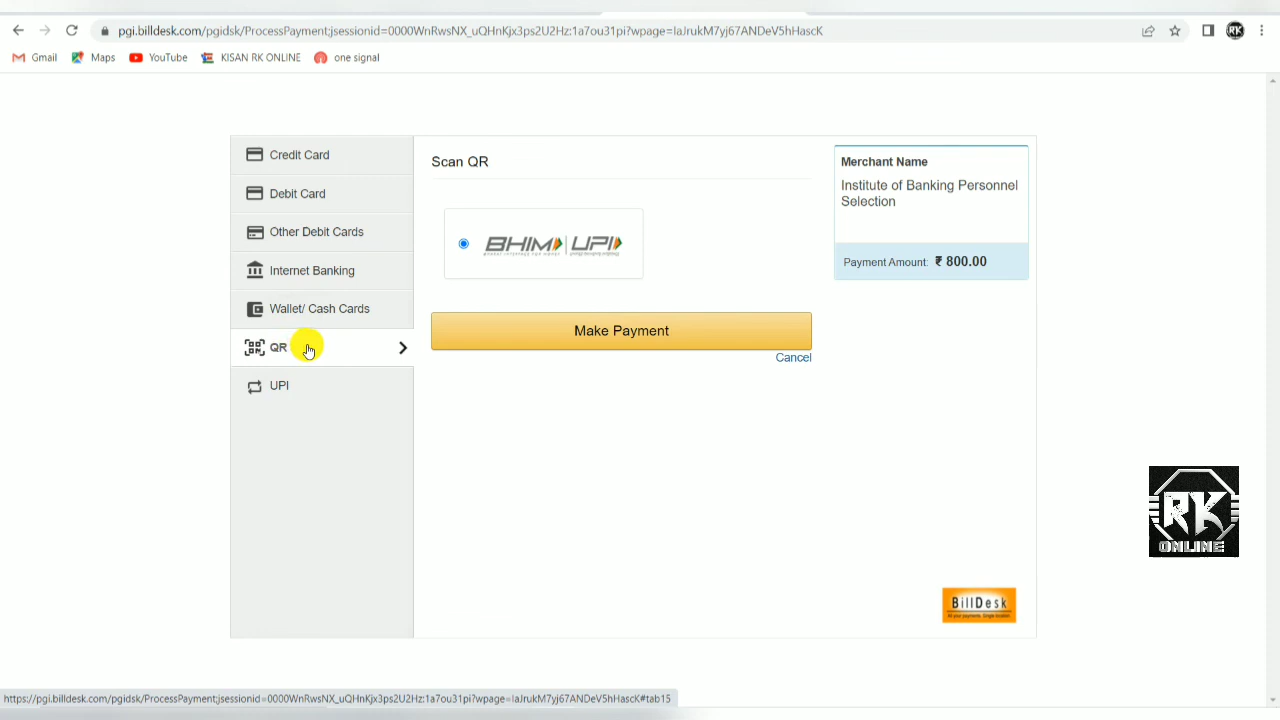 pgi.billdesk.com/pgidsk/ProcessPayment;jsessionid=0000WnRwsNX_uQHnKjx3ps2U2Hz:1a7ou31pi?wpage=IaJrukM7yj67ANDeV5hHascK
RK
Gmail
Maps
YouTube
KISAN RK ONLINE
one signal
Credit Card
Debit Card
Other Debit Cards
Internet Banking
Wallet/ Cash Cards
QR
UPI
Scan QR
BHIM UPI
Make Payment
Cancel
Merchant Name
Institute of Banking Personnel
Selection
Payment Amount: ₹ 800.00
RK
ONLINE
BillDesk
https://pgi.billdesk.com/pgidsk/ProcessPayment;jsessionid=0000WnRwsNX_uQHnKjx3ps2U2Hz:1a7ou31pi?wpage=IaJrukM7yj67ANDeV5hHascK#tab15